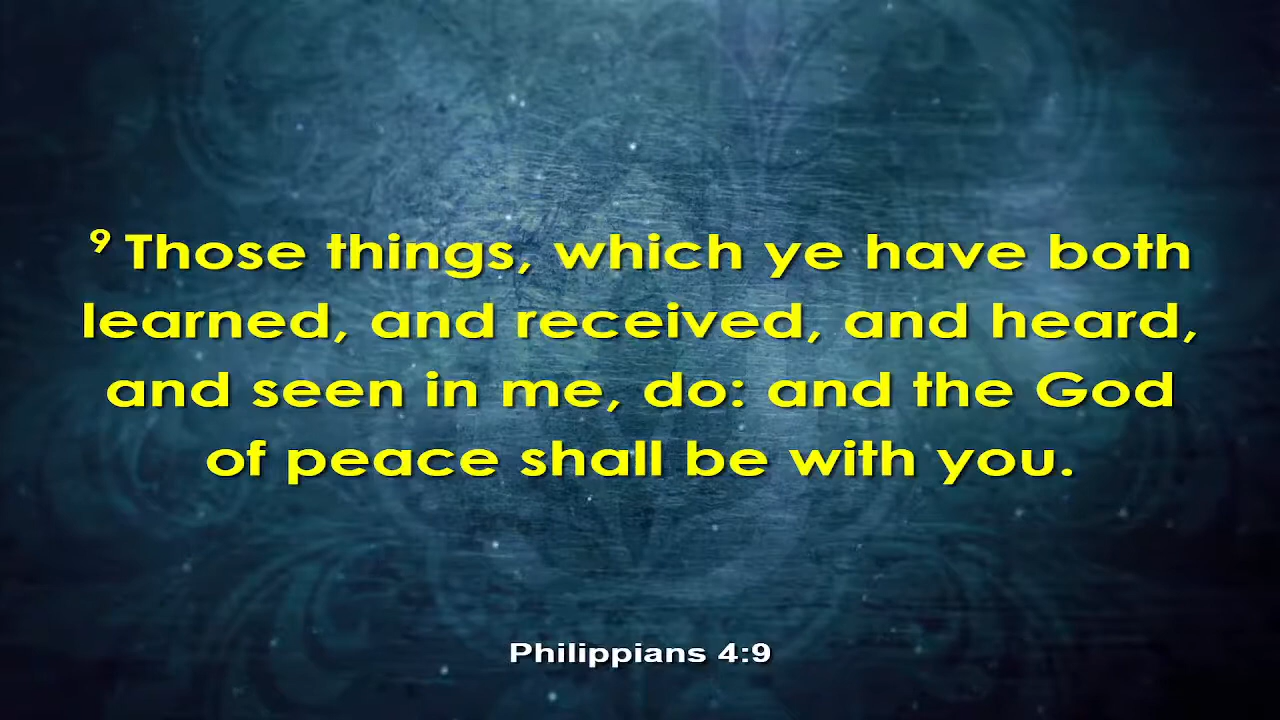 ⁹ Those things, which ye have both
learned, and received, and heard,
and seen in me, do: and the God
of peace shall be with you.
Philippians 4:9